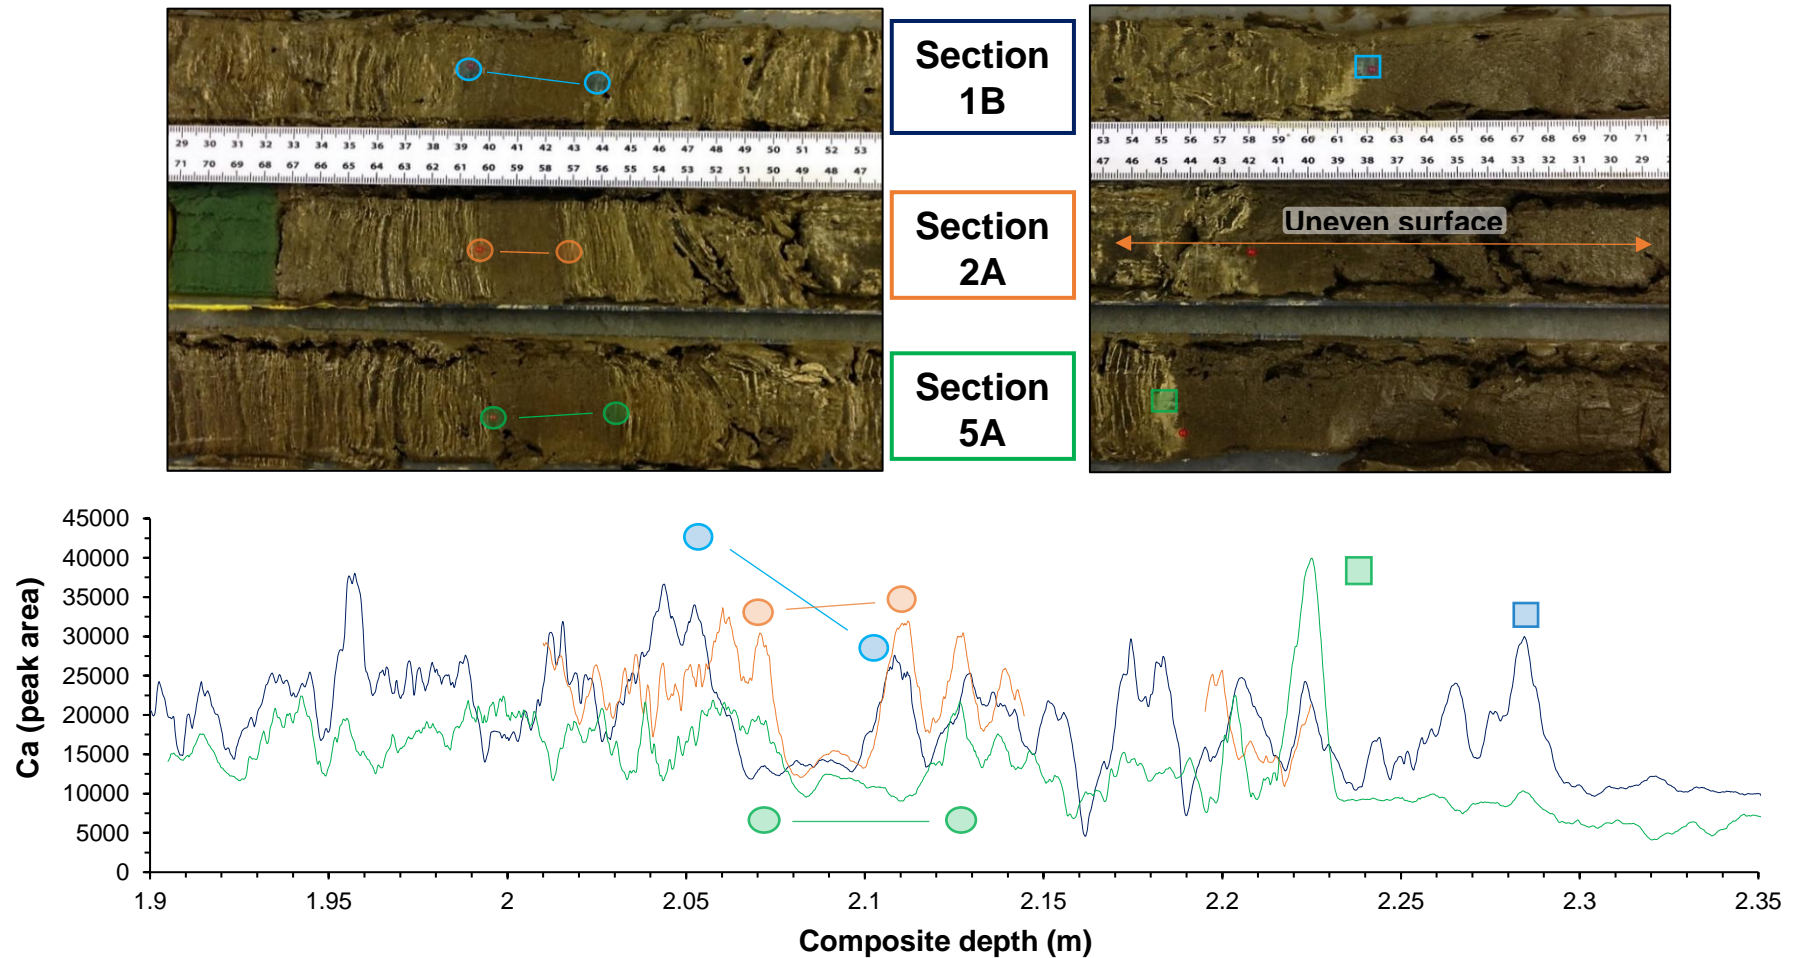 Section
1B
29 30 31 32 33 34 35 36 37 38 39 40 41 42 43 44 45 46 47 48 49 50 51 52 53
71 70 69 68 67 66 65 64 63 62 61 60 59 58 57 56 55 54 53 52 51 50 49 48 47
53 54 55 56 57 58 59 60 61 62 63 64 65 66 67 68 69 70 71
47 46 45 44 43 42 41 40 39 38 37 36 35 34 33 32 31 30 29
Section
2A
Uneven surface
Section
5A
45000
40000
35000
30000
25000
20000
15000
10000
5000
0
Ca (peak area)
1.9 1.95 2 2.05 2.1 2.15 2.2 2.25 2.3 2.35
Composite depth (m)